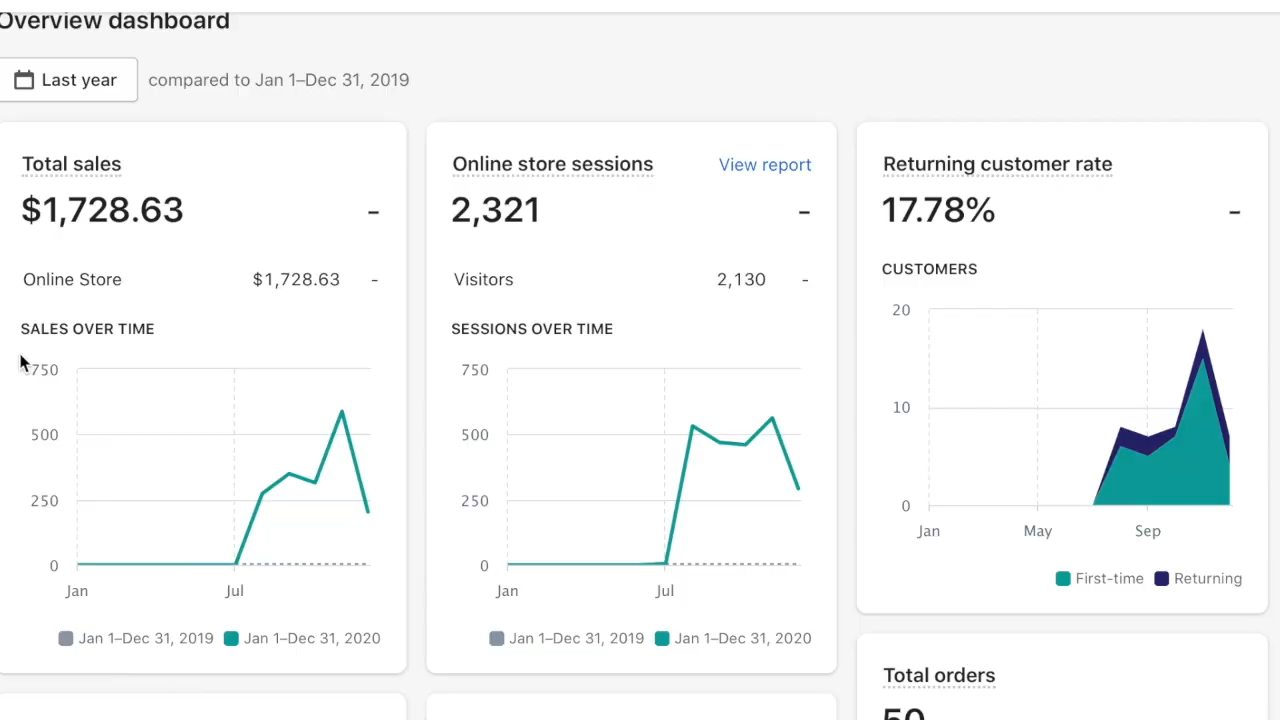 Overview dashboard
Last year compared to Jan 1–Dec 31, 2019
Total sales
$1,728.63 -
Online Store $1,728.63 -
SALES OVER TIME
750
500
250
0
Jan Jul
Jan 1–Dec 31, 2019 Jan 1–Dec 31, 2020
Online store sessions View report
2,321 -
Visitors 2,130 -
SESSIONS OVER TIME
750
500
250
0
Jan Jul
Jan 1–Dec 31, 2019 Jan 1–Dec 31, 2020
Returning customer rate
17.78% -
CUSTOMERS
20
10
0
Jan May Sep
First-time Returning
Total orders
50